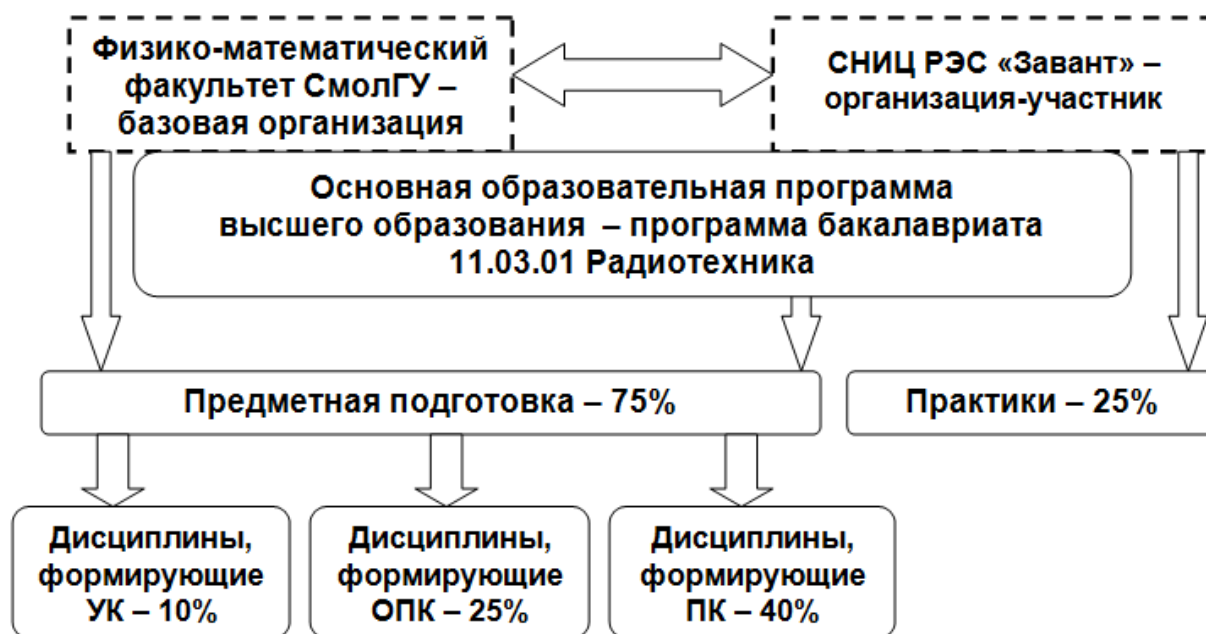 Физико-математический
факультет СмолГУ –
базовая организация
СНИЦ РЭС «Завант» –
организация-участник
Основная образовательная программа
высшего образования – программа бакалавриата
11.03.01 Радиотехника
Предметная подготовка – 75%
Практики – 25%
Дисциплины,
формирующие
УК – 10%
Дисциплины,
формирующие
ОПК – 25%
Дисциплины,
формирующие
ПК – 40%